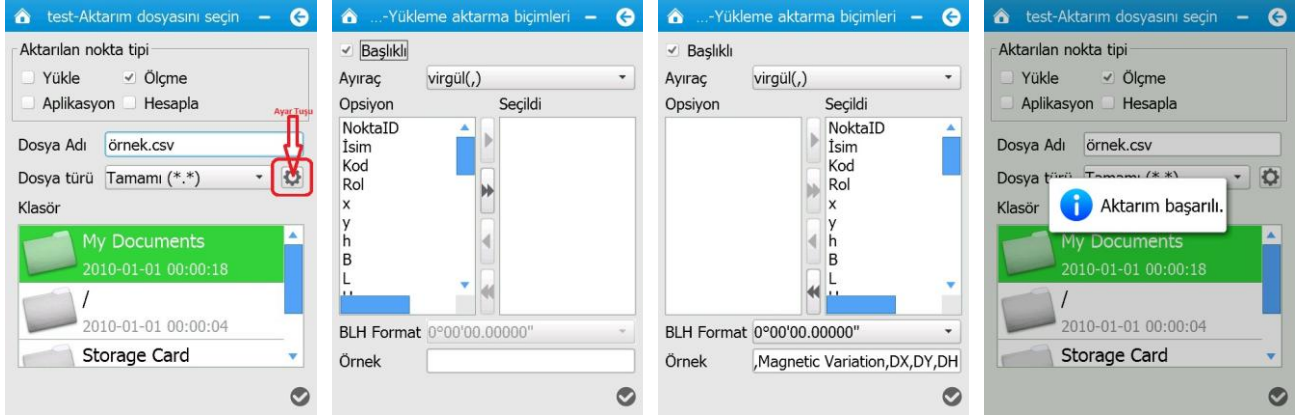 test-Aktarım dosyasını seçin
Aktarılan nokta tipi
Yükle
Ölçme
Aplikasyon
Hesapla
Ayar Tuşu
Dosya Adı
örnek.csv
Dosya türü
Tamamı (*.*)
Klasör
My Documents
2010-01-01 00:00:18
/
2010-01-01 00:00:04
Storage Card
...-Yükleme aktarma biçimleri
Başlıklı
Ayıraç
virgül(,)
Opsiyon
Seçildi
NoktaID
İsim
Kod
Rol
x
y
h
B
L
BLH Format
0°00'00.00000"
Örnek
...-Yükleme aktarma biçimleri
Başlıklı
Ayıraç
virgül(,)
Opsiyon
Seçildi
NoktaID
İsim
Kod
Rol
x
y
h
B
L
BLH Format
0°00'00.00000"
Örnek
,Magnetic Variation,DX,DY,DH
test-Aktarım dosyasını seçin
Aktarılan nokta tipi
Yükle
Ölçme
Aplikasyon
Hesapla
Dosya Adı
örnek.csv
Dosya türü
Tamamı (*.*)
Klasör
Aktarım başarılı.
My Documents
2010-01-01 00:00:18
/
2010-01-01 00:00:04
Storage Card